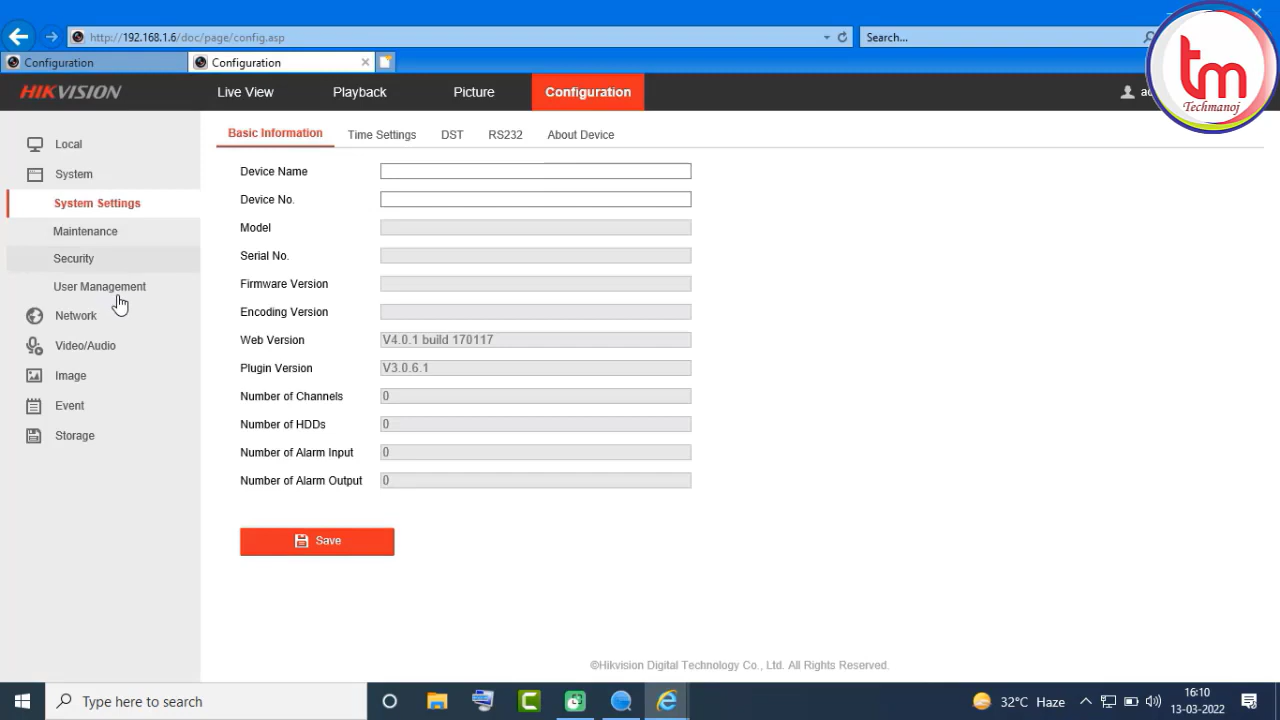 http://192.168.1.6/doc/page/config.asp
Search...
Configuration
Configuration
HIKVISION
Live View
Playback
Picture
Configuration
tm
Techmanoj
Local
System
System Settings
Maintenance
Security
User Management
Network
Video/Audio
Image
Event
Storage
Basic Information
Time Settings
DST
RS232
About Device
Device Name
Device No.
Model
Serial No.
Firmware Version
Encoding Version
Web Version V4.0.1 build 170117
Plugin Version V3.0.6.1
Number of Channels 0
Number of HDDs 0
Number of Alarm Input 0
Number of Alarm Output 0
Save
©Hikvision Digital Technology Co., Ltd. All Rights Reserved.
Type here to search
32°C Haze
16:10
13-03-2022